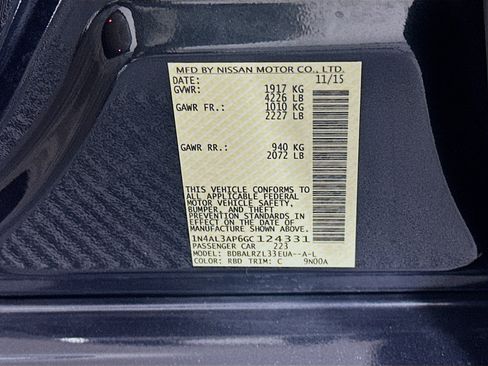 MFD BY NISSAN MOTOR CO., LTD.
DATE: 11/15
GVWR: 1917 KG
4226 LB
GAWR FR.: 1010 KG
2227 LB
GAWR RR.: 940 KG
2072 LB
THIS VEHICLE CONFORMS TO
ALL APPLICABLE FEDERAL
MOTOR VEHICLE SAFETY,
BUMPER, AND THEFT
PREVENTION STANDARDS IN
EFFECT ON THE DATE OF
MANUFACTURE SHOWN ABOVE.
1N4AL3AP6GC124331
PASSENGER CAR 223
MODEL: BDBALRZL33EUA--A-L
COLOR: RBD TRIM: C 9N00A